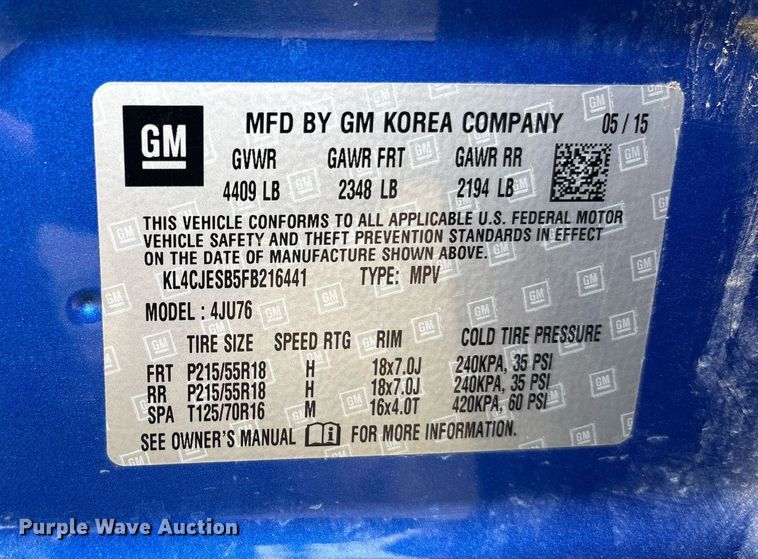 GM MFD BY GM KOREA COMPANY 05 / 15
GVWR GAWR FRT GAWR RR
4409 LB 2348 LB 2194 LB
THIS VEHICLE CONFORMS TO ALL APPLICABLE U.S. FEDERAL MOTOR
VEHICLE SAFETY AND THEFT PREVENTION STANDARDS IN EFFECT
ON THE DATE OF MANUFACTURE SHOWN ABOVE.
KL4CJESB5FB216441 TYPE: MPV
MODEL : 4JU76
TIRE SIZE SPEED RTG RIM COLD TIRE PRESSURE
FRT P215/55R18 H 18x7.0J 240KPA, 35 PSI
RR P215/55R18 H 18x7.0J 240KPA, 35 PSI
SPA T125/70R16 M 16x4.0T 420KPA, 60 PSI
SEE OWNER'S MANUAL FOR MORE INFORMATION.
Purple Wave Auction